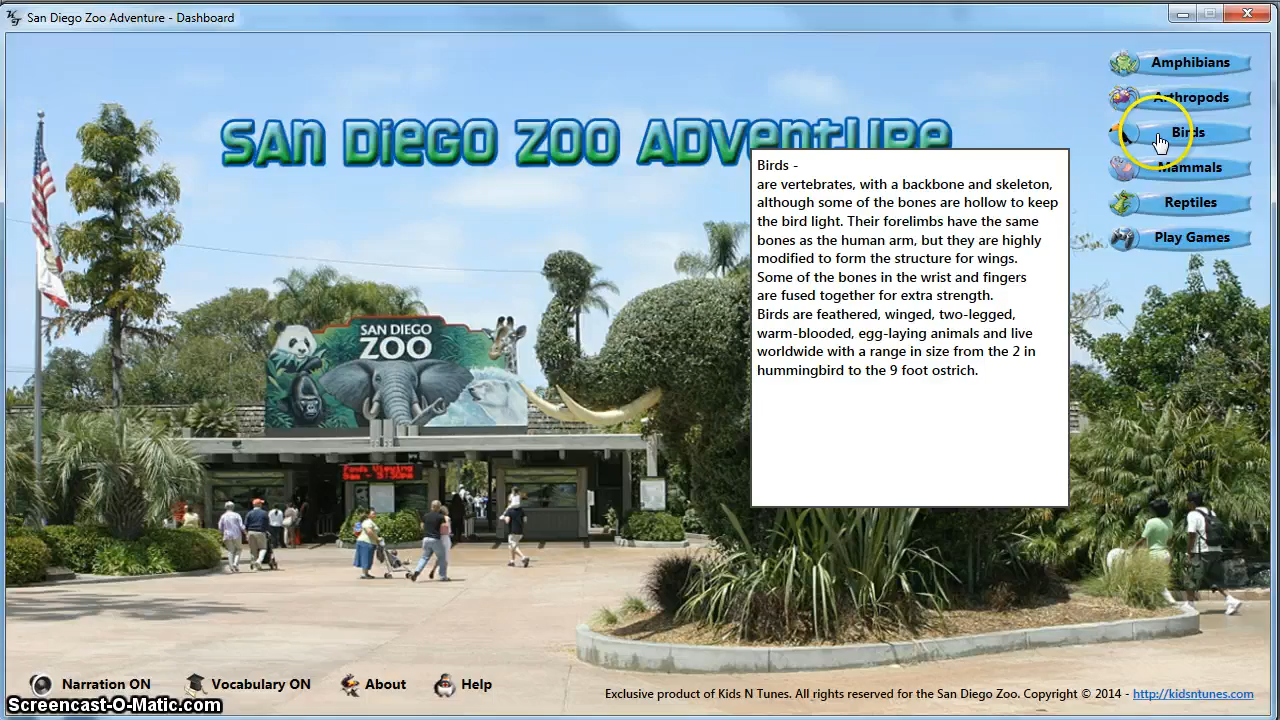 San Diego Zoo Adventure - Dashboard
SAN DIEGO ZOO ADVENTURE
Amphibians
Arthropods
Birds
Mammals
Reptiles
Play Games
Birds -
are vertebrates, with a backbone and skeleton,
although some of the bones are hollow to keep
the bird light. Their forelimbs have the same
bones as the human arm, but they are highly
modified to form the structure for wings.
Some of the bones in the wrist and fingers
are fused together for extra strength.
Birds are feathered, winged, two-legged,
warm-blooded, egg-laying animals and live
worldwide with a range in size from the 2 in
hummingbird to the 9 foot ostrich.
SAN DIEGO
ZOO
Panda Viewing
Narration ON
Vocabulary ON
About
Help
Exclusive product of Kids N Tunes. All rights reserved for the San Diego Zoo. Copyright © 2014 - http://kidsntunes.com
Screencast-O-Matic.com